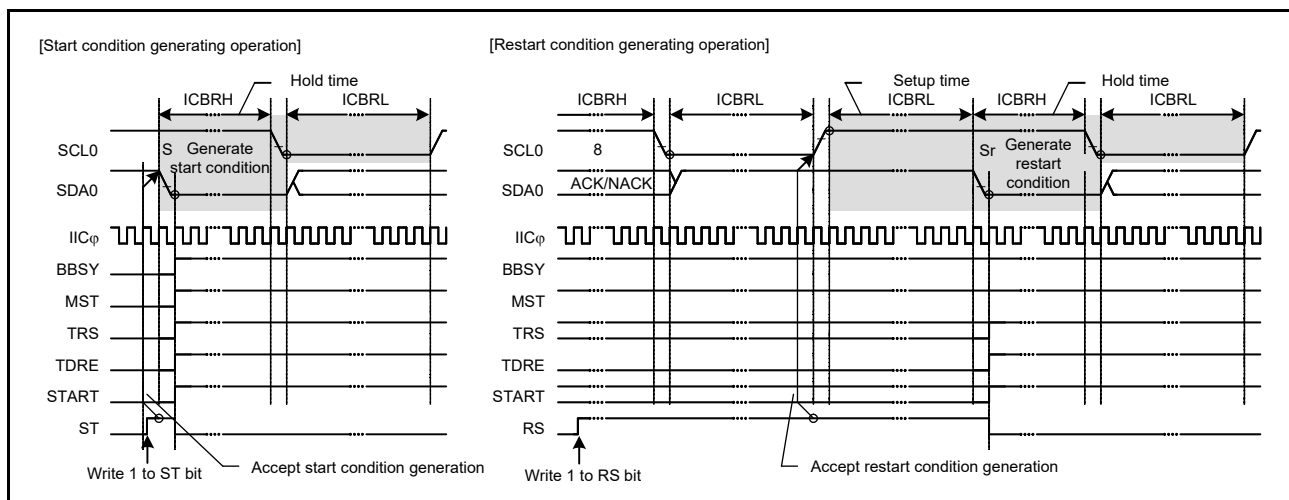 [Start condition generating operation]
[Restart condition generating operation]
Hold time
Setup time
Hold time
ICBRH
ICBRL
ICBRH
ICBRL
ICBRL
ICBRH
ICBRL
SCL0
S
Generate
start condition
SCL0
8
Sr
Generate
restart
condition
SDA0
SDA0
ACK/NACK
IICφ
IICφ
BBSY
BBSY
MST
MST
TRS
TRS
TDRE
TDRE
START
START
ST
RS
Write 1 to ST bit
Accept start condition generation
Write 1 to RS bit
Accept restart condition generation